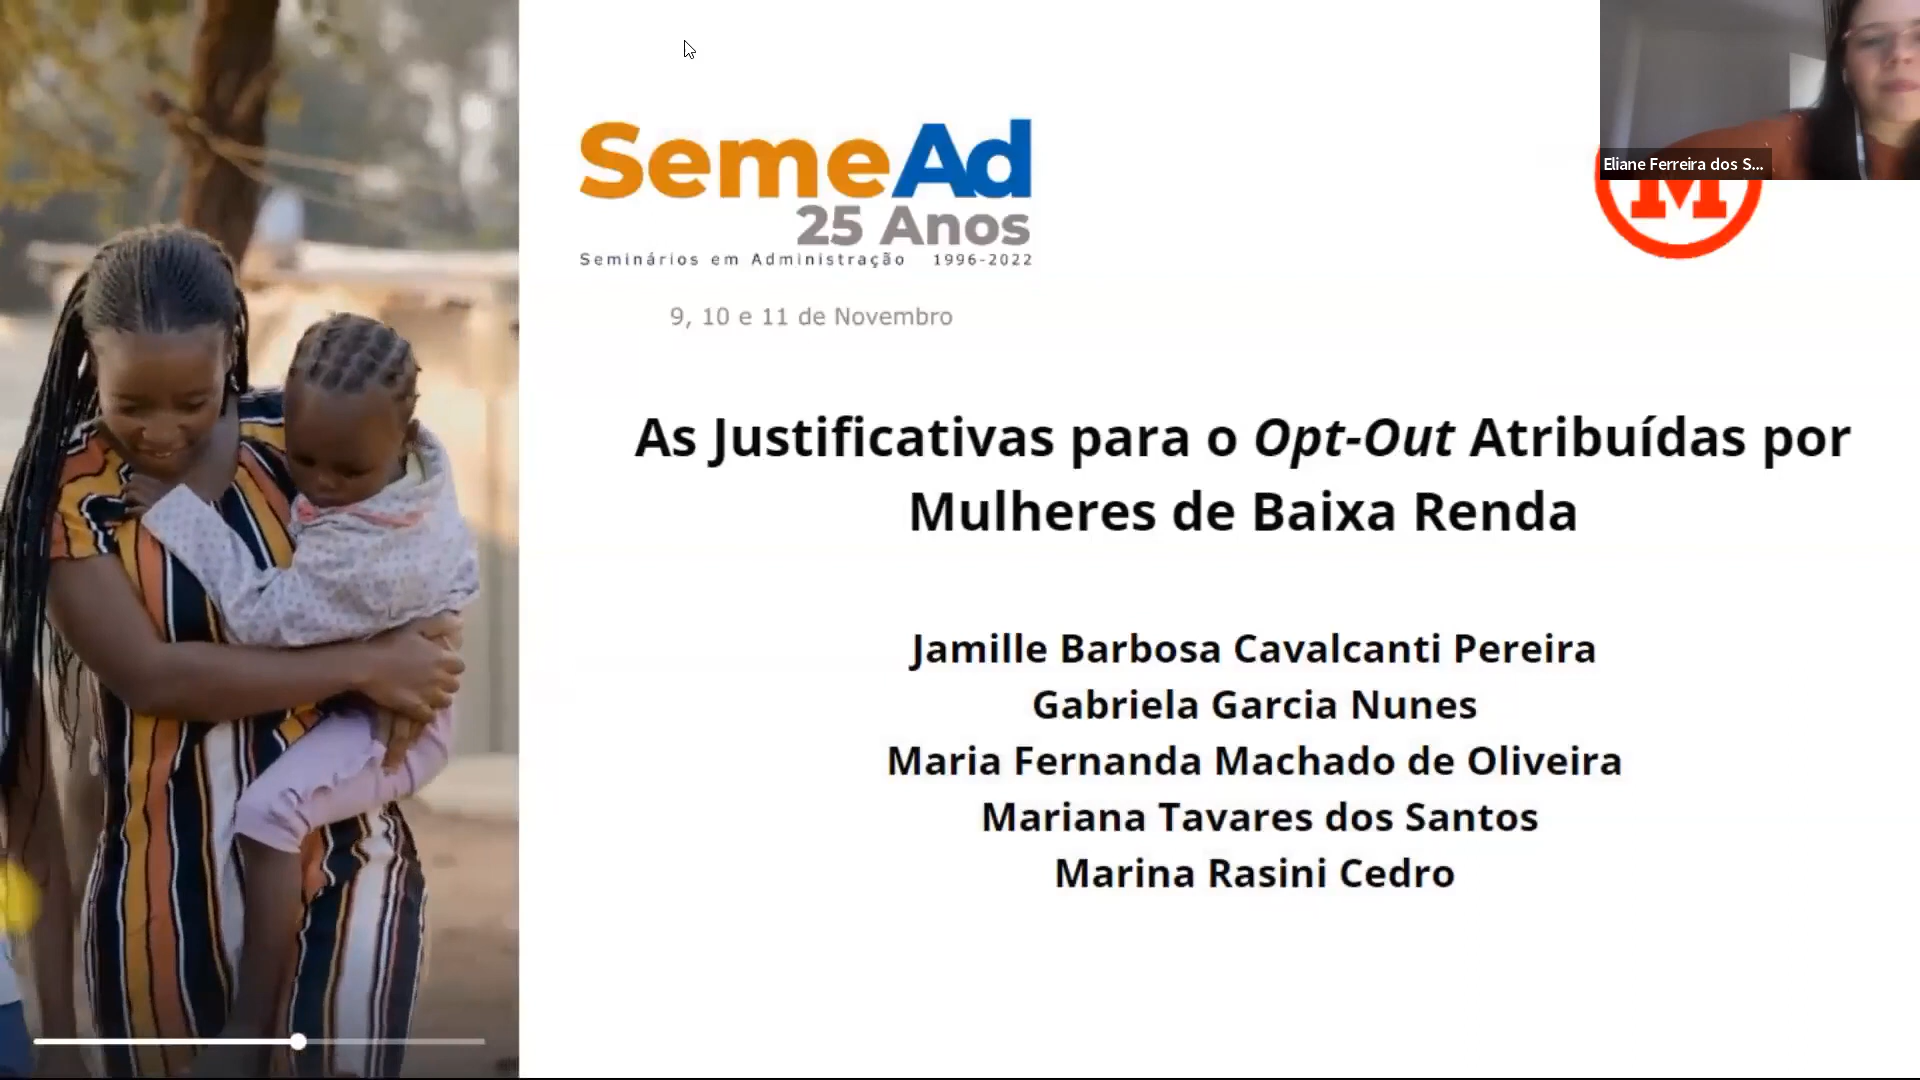 SemeAd
25 Anos
Seminários em Administração 1996-2022
9, 10 e 11 de Novembro
Eliane Ferreira dos S...
M
As Justificativas para o Opt-Out Atribuídas por
Mulheres de Baixa Renda
Jamille Barbosa Cavalcanti Pereira
Gabriela Garcia Nunes
Maria Fernanda Machado de Oliveira
Mariana Tavares dos Santos
Marina Rasini Cedro